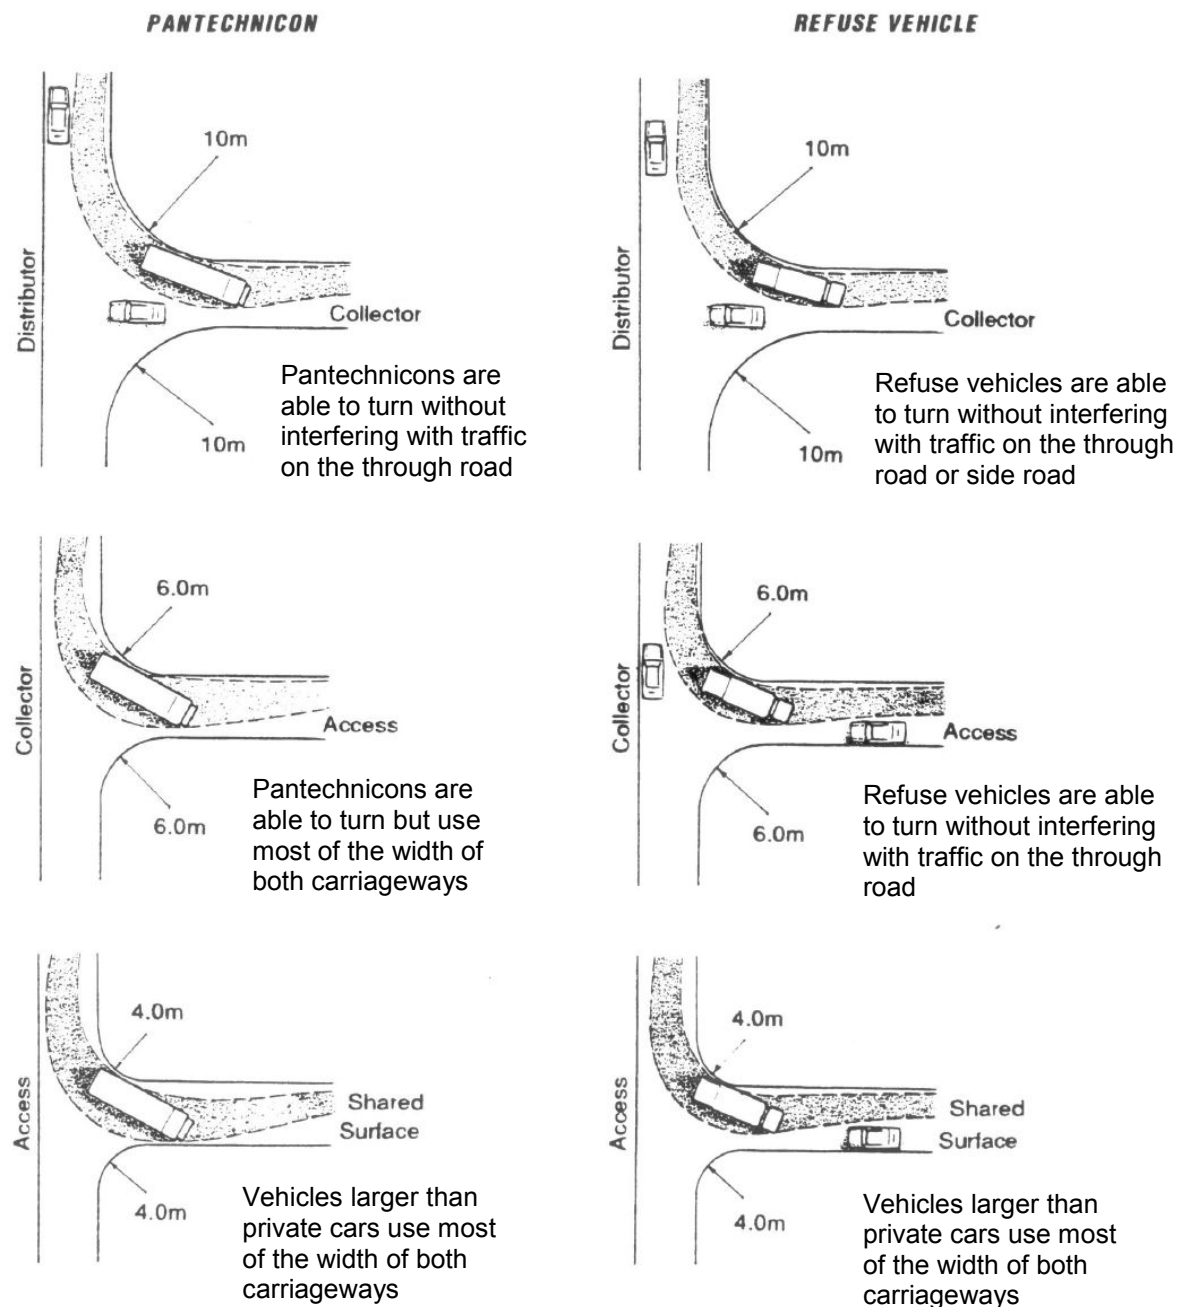 PANTECHNICON
REFUSE VEHICLE
10m
Distributor
Collector
10m
Pantechnicons are
able to turn without
interfering with traffic
on the through road
10m
Distributor
Collector
10m
Refuse vehicles are able
to turn without interfering
with traffic on the through
road or side road
6.0m
Collector
Access
6.0m
Pantechnicons are
able to turn but use
most of the width of
both carriageways
6.0m
Collector
Access
6.0m
Refuse vehicles are able
to turn without interfering
with traffic on the through
road
4.0m
Access
Shared
Surface
4.0m
Vehicles larger than
private cars use most
of the width of both
carriageways
4.0m
Access
Shared
Surface
4.0m
Vehicles larger than
private cars use most
of the width of both
carriageways